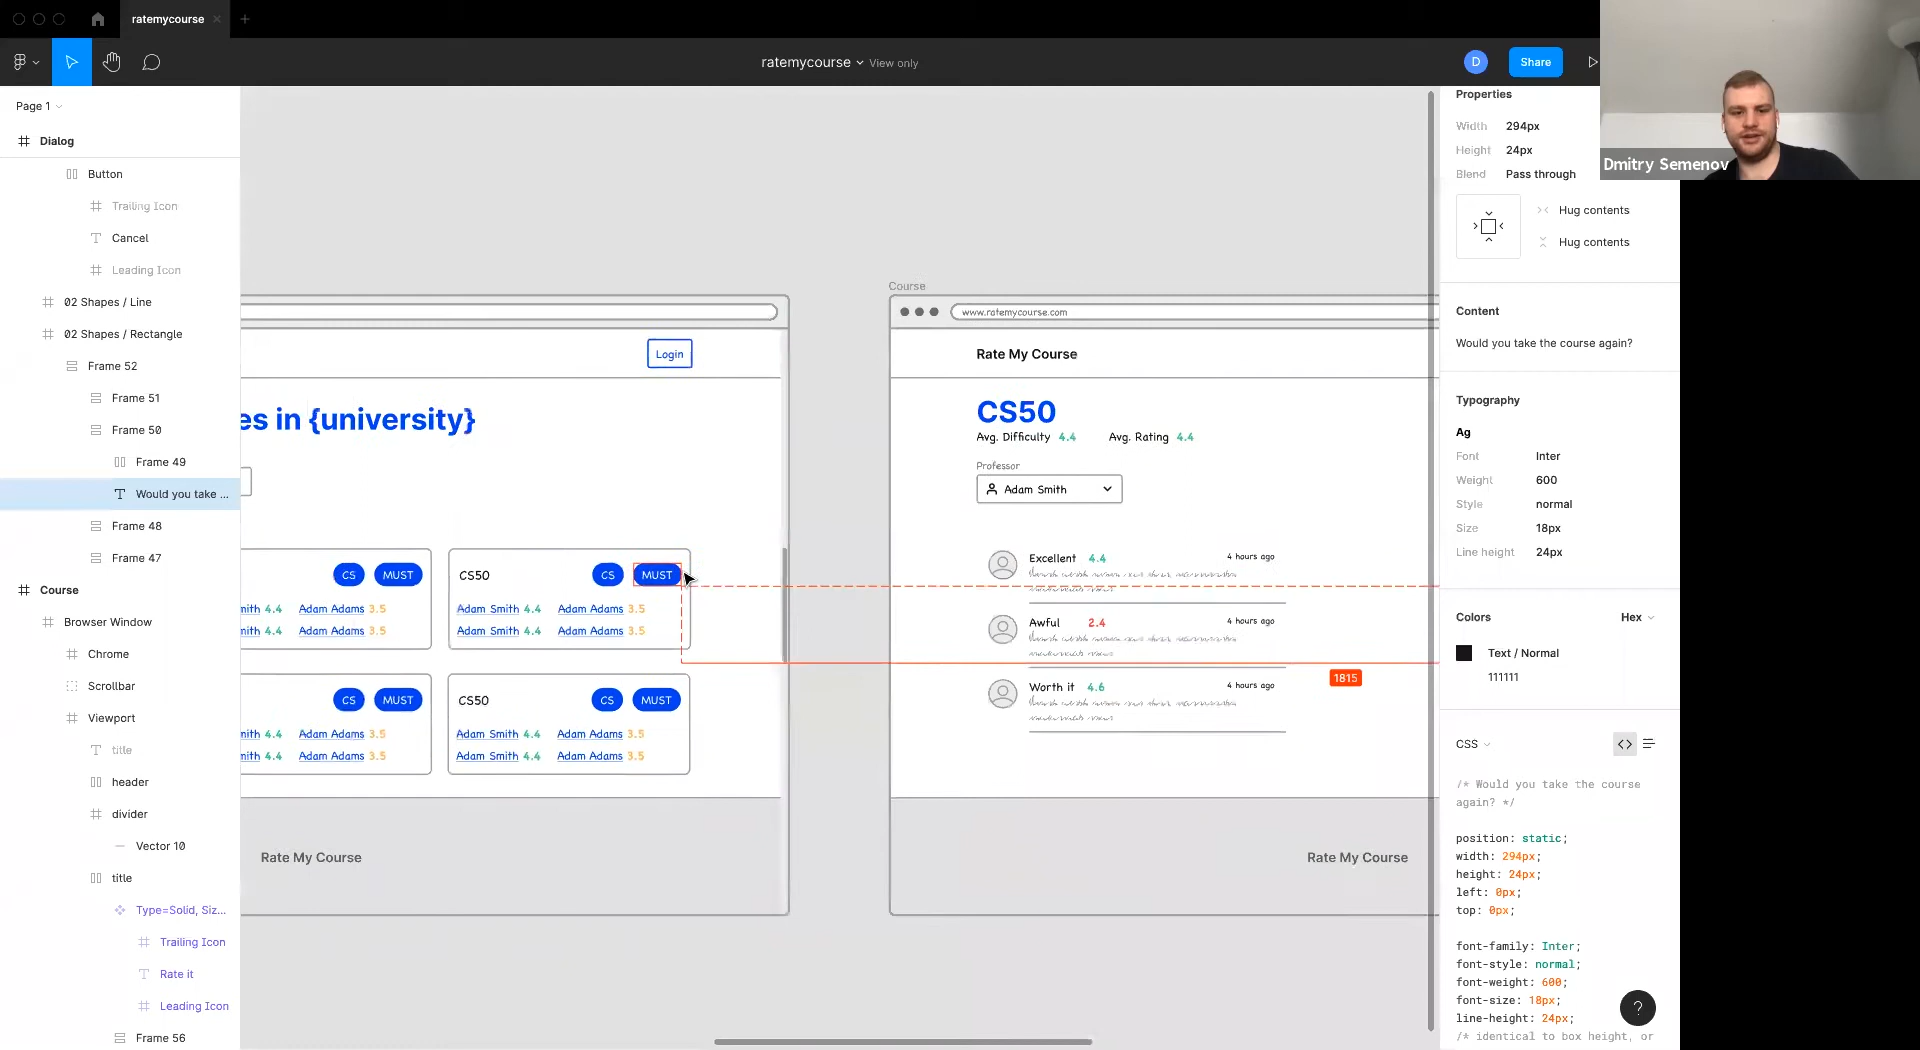 ratemycourse
ratemycourse
View only
D
Share
Dmitry Semenov
Page 1
Dialog
Button
Trailing Icon
Cancel
Leading Icon
02 Shapes / Line
02 Shapes / Rectangle
Frame 52
Frame 51
Frame 50
Frame 49
Would you take ...
Frame 48
Frame 47
Course
Browser Window
Chrome
Scrollbar
Viewport
title
header
divider
Vector 10
title
Type=Solid, Siz...
Trailing Icon
Rate it
Leading Icon
Frame 56
Login
es in {university}
CS MUST
mith 4.4 Adam Adams 3.5
mith 4.4 Adam Adams 3.5
CS50 CS MUST
Adam Smith 4.4 Adam Adams 3.5
Adam Smith 4.4 Adam Adams 3.5
CS MUST
mith 4.4 Adam Adams 3.5
mith 4.4 Adam Adams 3.5
CS50 CS MUST
Adam Smith 4.4 Adam Adams 3.5
Adam Smith 4.4 Adam Adams 3.5
Rate My Course
Course
www.ratemycourse.com
Rate My Course
CS50
Avg. Difficulty 4.4 Avg. Rating 4.4
Professor
Adam Smith
Excellent 4.4 4 hours ago
Awful 2.4 4 hours ago
Worth it 4.6 4 hours ago
1815
Rate My Course
Properties
Width 294px
Height 24px
Blend Pass through
Hug contents
Hug contents
Content
Would you take the course again?
Typography
Ag
Font Inter
Weight 600
Style normal
Size 18px
Line height 24px
Colors Hex
Text / Normal
111111
CSS
/* Would you take the course
again? */
position: static;
width: 294px;
height: 24px;
left: 0px;
top: 0px;
font-family: Inter;
font-style: normal;
font-weight: 600;
font-size: 18px;
line-height: 24px;
/* identical to box height, or
?